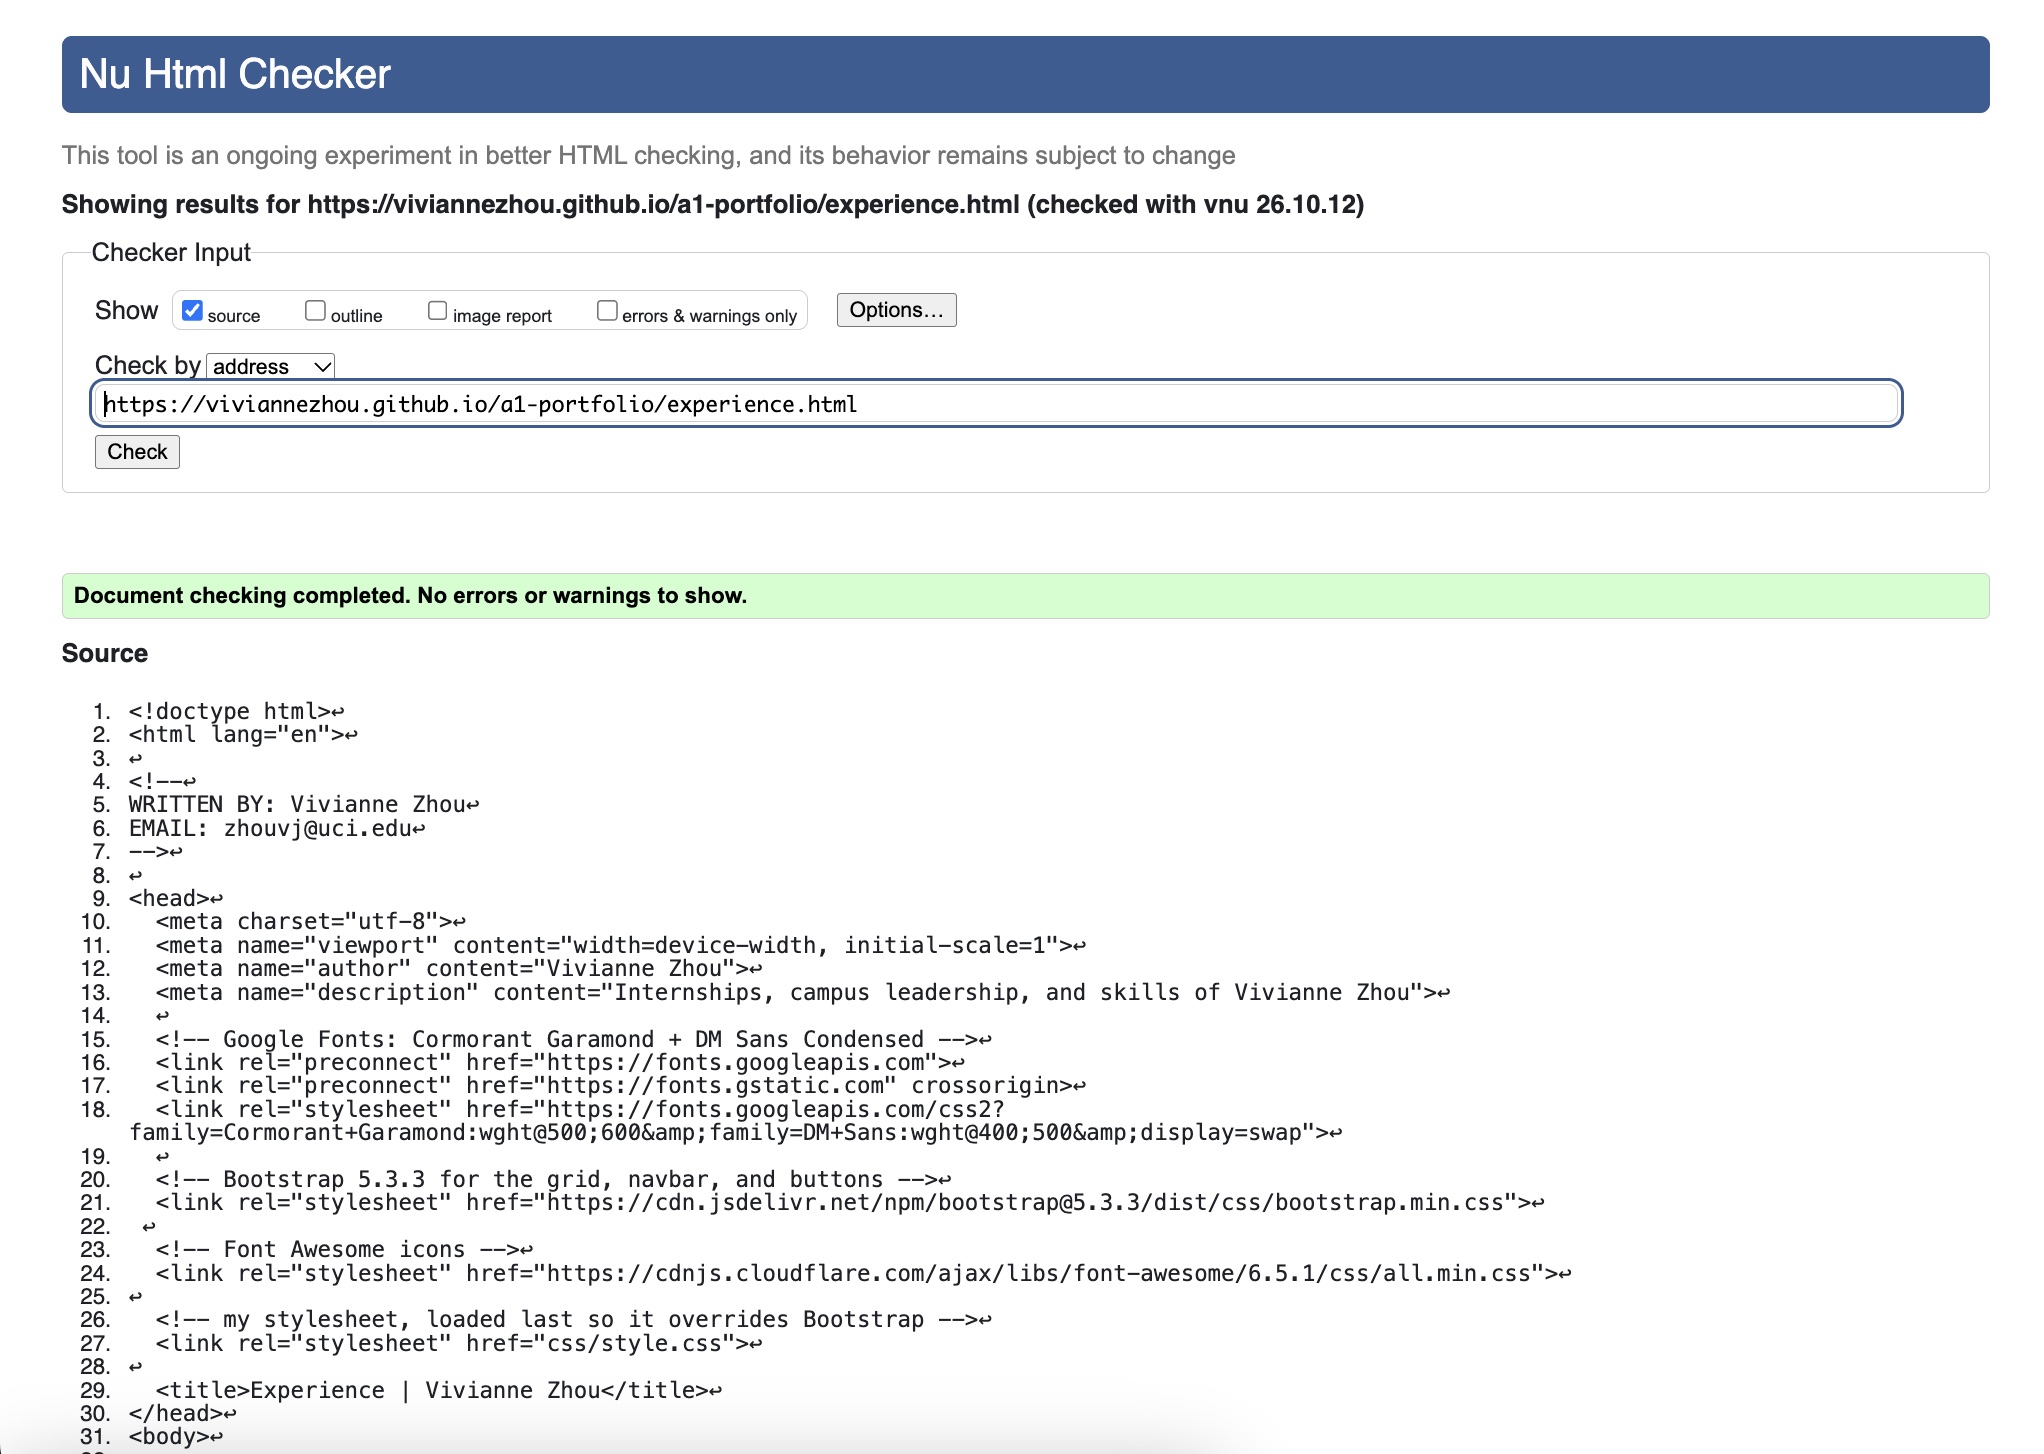 Nu Html Checker
This tool is an ongoing experiment in better HTML checking, and its behavior remains subject to change
Showing results for https://viviannezhou.github.io/a1-portfolio/experience.html (checked with vnu 26.10.12)
Checker Input
Show source outline image report errors & warnings only Options...
Check by address
https://viviannezhou.github.io/a1-portfolio/experience.html
Check
Document checking completed. No errors or warnings to show.
Source
1. <!doctype html>↩
2. <html lang="en">↩
3. ↩
4. <!--↩
5. WRITTEN BY: Vivianne Zhou↩
6. EMAIL: zhouvj@uci.edu↩
7. -->↩
8. ↩
9. <head>↩
10.   <meta charset="utf-8">↩
11.   <meta name="viewport" content="width=device-width, initial-scale=1">↩
12.   <meta name="author" content="Vivianne Zhou">↩
13.   <meta name="description" content="Internships, campus leadership, and skills of Vivianne Zhou">↩
14.   ↩
15.   <!-- Google Fonts: Cormorant Garamond + DM Sans Condensed -->↩
16.   <link rel="preconnect" href="https://fonts.googleapis.com">↩
17.   <link rel="preconnect" href="https://fonts.gstatic.com" crossorigin>↩
18.   <link rel="stylesheet" href="https://fonts.googleapis.com/css2?
family=Cormorant+Garamond:wght@500;600&amp;family=DM+Sans:wght@400;500&amp;display=swap">↩
19.   ↩
20.   <!-- Bootstrap 5.3.3 for the grid, navbar, and buttons -->↩
21.   <link rel="stylesheet" href="https://cdn.jsdelivr.net/npm/bootstrap@5.3.3/dist/css/bootstrap.min.css">↩
22.  ↩
23.   <!-- Font Awesome icons -->↩
24.   <link rel="stylesheet" href="https://cdnjs.cloudflare.com/ajax/libs/font-awesome/6.5.1/css/all.min.css">↩
25. ↩
26.   <!-- my stylesheet, loaded last so it overrides Bootstrap -->↩
27.   <link rel="stylesheet" href="css/style.css">↩
28. ↩
29.   <title>Experience | Vivianne Zhou</title>↩
30. </head>↩
31. <body>↩